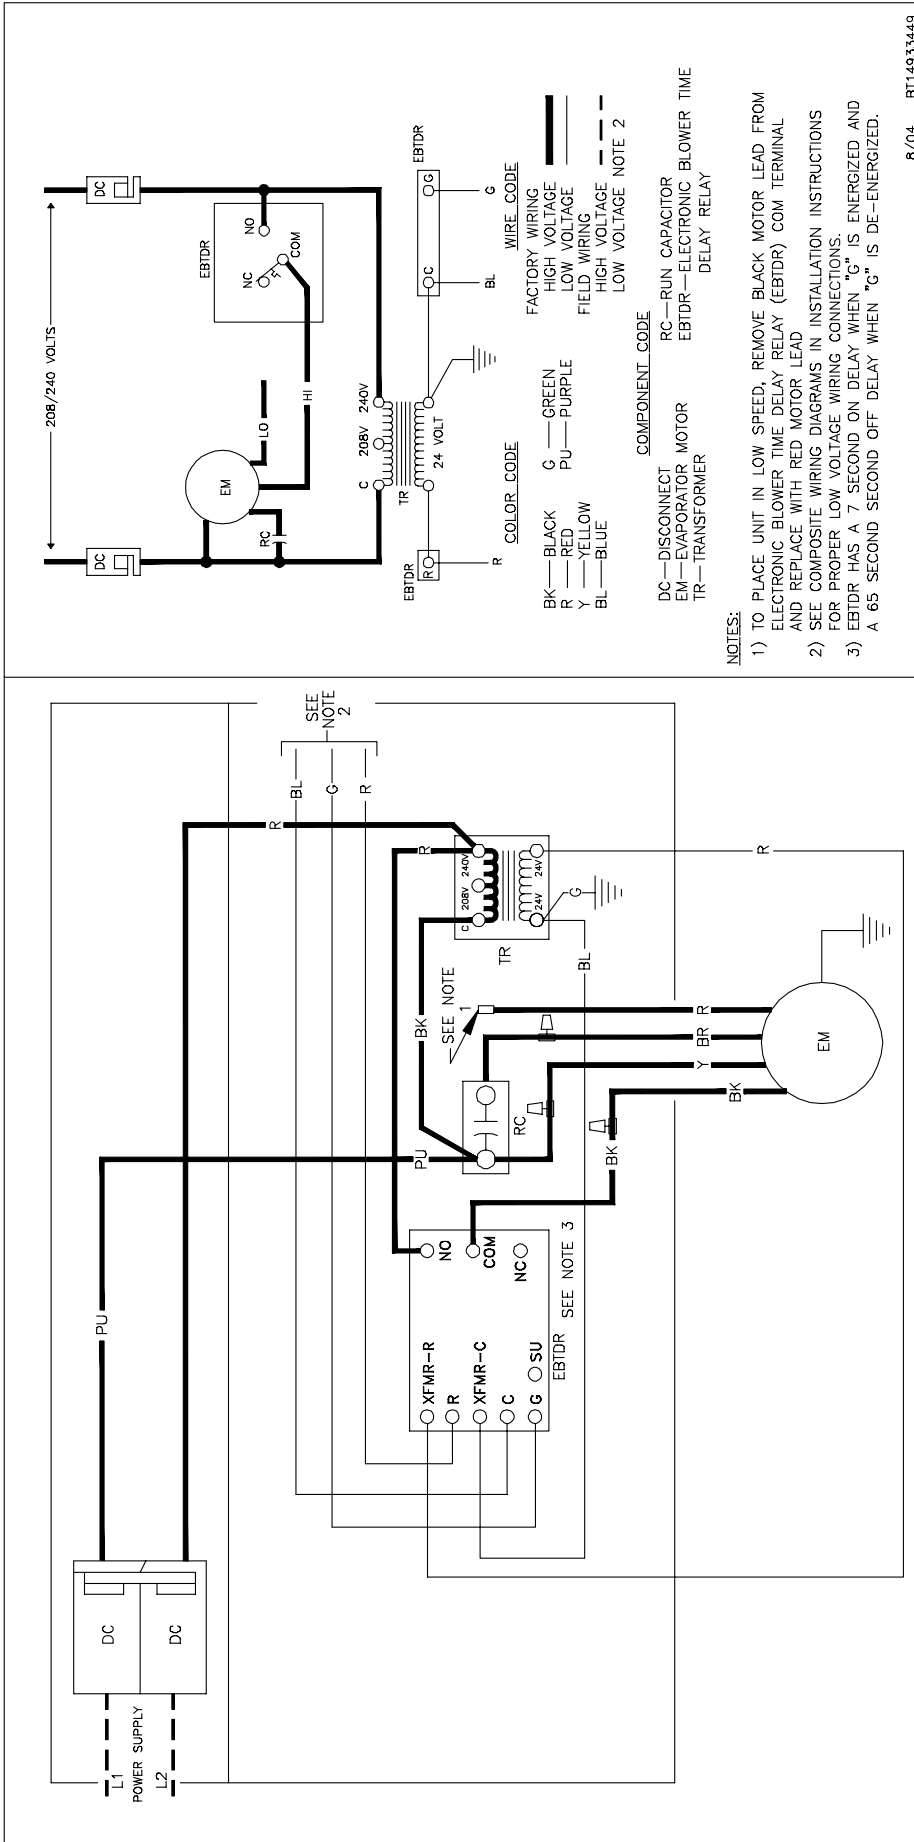 208/240 VOLTS
DC
DC
EBTDR
NC
NO
COM
EM
LO
HI
RC
C
208V
240V
TR
24 VOLT
EBTDR
R
R
EBTDR
C
G
BL
G
COLOR CODE
BK—BLACK
R—RED
Y—YELLOW
BL—BLUE
G—GREEN
PU—PURPLE
WIRE CODE
FACTORY WIRING
HIGH VOLTAGE
LOW VOLTAGE
FIELD WIRING
HIGH VOLTAGE
LOW VOLTAGE NOTE 2
COMPONENT CODE
DC—DISCONNECT
EM—EVAPORATOR MOTOR
TR—TRANSFORMER
RC—RUN CAPACITOR
EBTDR—ELECTRONIC BLOWER TIME
DELAY RELAY
NOTES:
1) TO PLACE UNIT IN LOW SPEED, REMOVE BLACK MOTOR LEAD FROM
ELECTRONIC BLOWER TIME DELAY RELAY (EBTDR) COM TERMINAL
AND REPLACE WITH RED MOTOR LEAD
2) SEE COMPOSITE WIRING DIAGRAMS IN INSTALLATION INSTRUCTIONS
FOR PROPER LOW VOLTAGE WIRING CONNECTIONS.
3) EBTDR HAS A 7 SECOND ON DELAY WHEN "G" IS ENERGIZED AND
A 65 SECOND SECOND OFF DELAY WHEN "G" IS DE-ENERGIZED.
8/04
BT14933449
L1
POWER SUPPLY
L2
DC
DC
PU
R
SEE
NOTE
2
BL
G
R
PU
BK
R
C
208V
240V
24V
24V
TR
G
R
BL
SEE NOTE
1
RC
XFMR-R
R
XFMR-C
C
G
SU
NO
COM
NC
EBTDR
SEE NOTE 3
BK
BK
Y
BR
R
EM